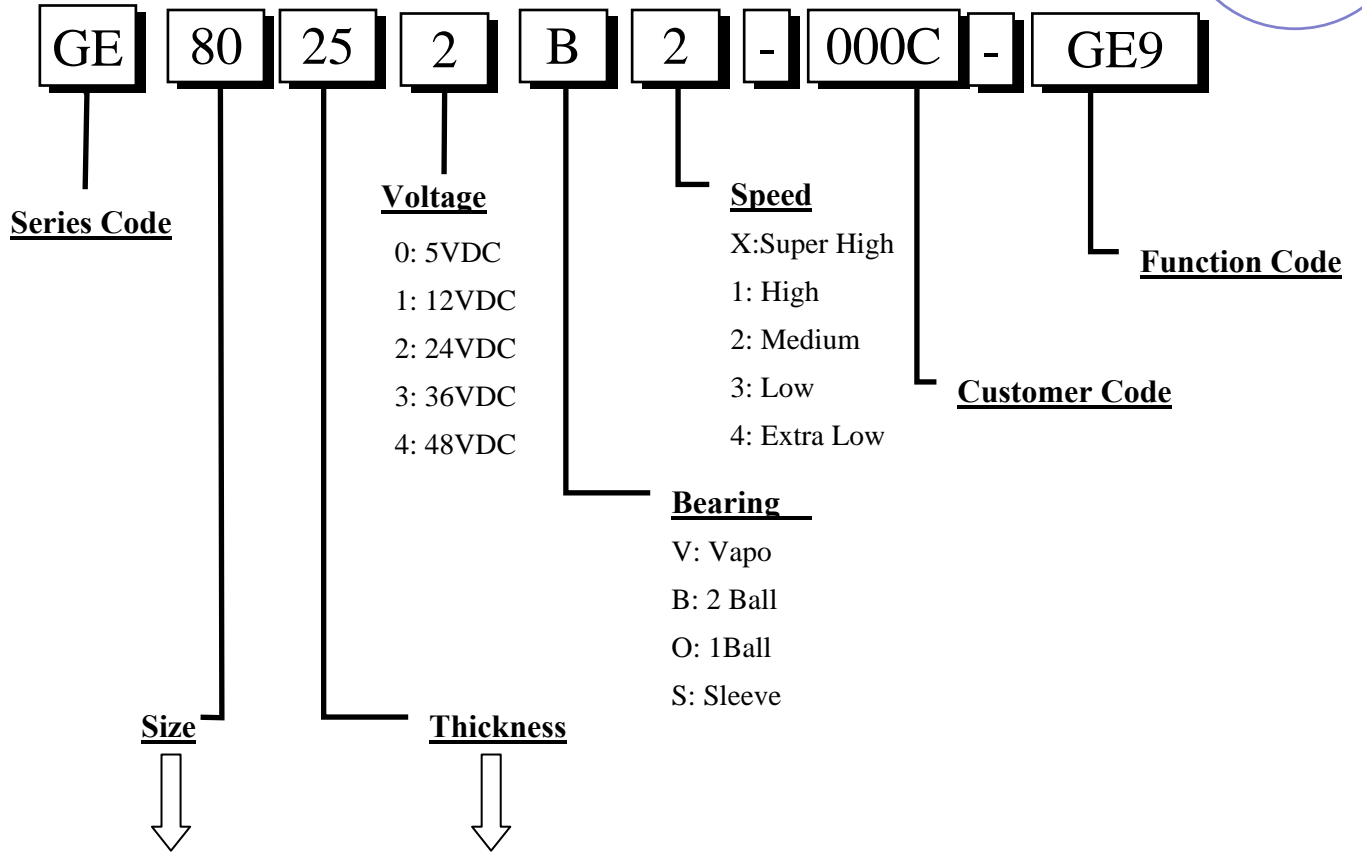 GE 80 25 2 B 2 - 000C - GE9
Series Code
Voltage
0: 5VDC
1: 12VDC
2: 24VDC
3: 36VDC
4: 48VDC
Speed
X:Super High
1: High
2: Medium
3: Low
4: Extra Low
Function Code
Customer Code
Bearing
V: Vapo
B: 2 Ball
O: 1Ball
S: Sleeve
Size
Thickness